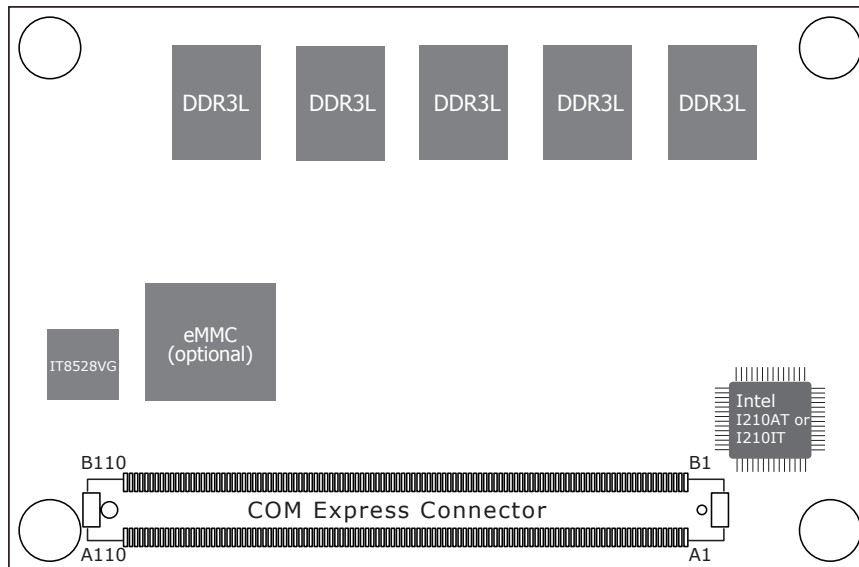 DDR3L DDR3L DDR3L DDR3L DDR3L
eMMC
(optional)
IT8528VG
Intel
I210AT or
I210IT
B110 B1
COM Express Connector
A110 A1